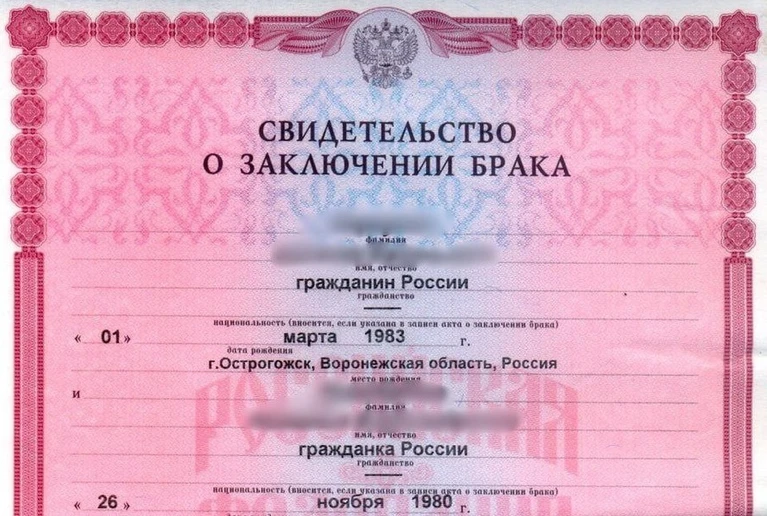 СВИДЕТЕЛЬСТВО
О ЗАКЛЮЧЕНИИ БРАКА
фамилия
имя, отчество
гражданин России
гражданство
—
национальность (вносится, если указана в записи акта о заключении брака)
« 01» марта 1983 г.
дата рождения
г.Острогожск, Воронежская область, Россия
место рождения
и
фамилия
имя, отчество
гражданка России
гражданство
—
национальность (вносится, если указана в записи акта о заключении брака)
« 26 » ноября 1980 г.